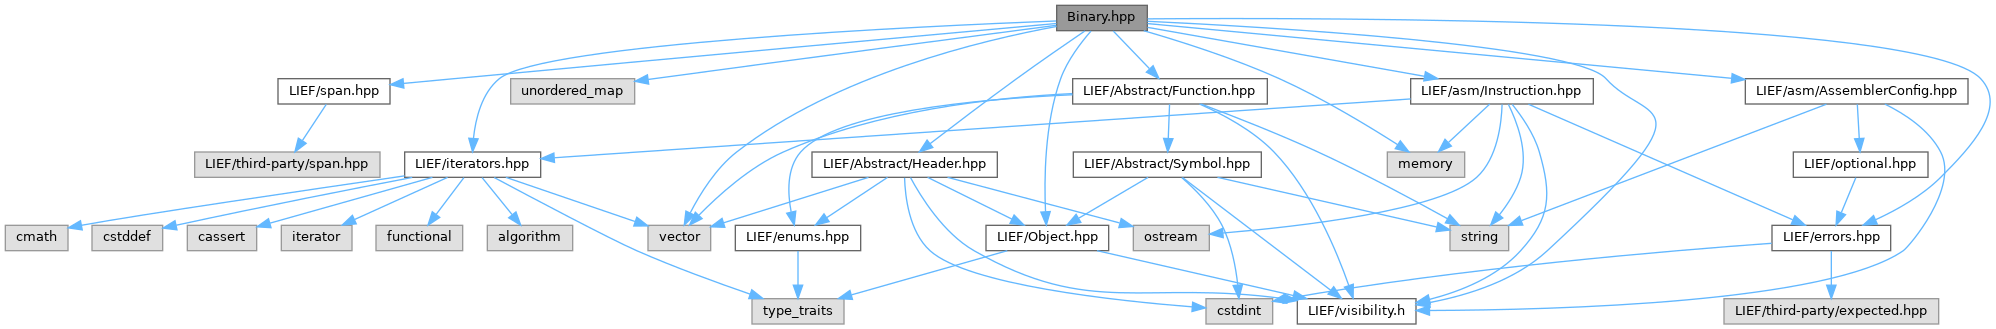 Binary.hpp
LIEF/span.hpp
unordered_map
LIEF/Abstract/Function.hpp
LIEF/asm/Instruction.hpp
LIEF/asm/AssemblerConfig.hpp
LIEF/third-party/span.hpp
LIEF/iterators.hpp
LIEF/Abstract/Header.hpp
LIEF/Abstract/Symbol.hpp
memory
LIEF/optional.hpp
cmath
cstddef
cassert
iterator
functional
algorithm
vector
LIEF/enums.hpp
LIEF/Object.hpp
ostream
string
LIEF/errors.hpp
type_traits
cstdint
LIEF/visibility.h
LIEF/third-party/expected.hpp